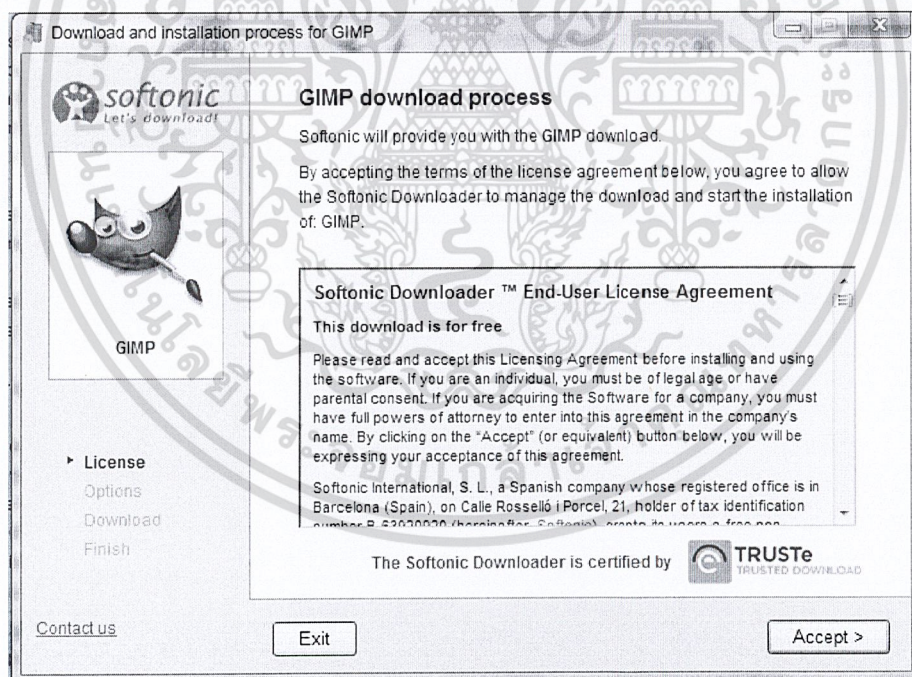 Download and installation process for GIMP
softonic
Let's download!
GIMP
License
Options
Download
Finish
Contact us
GIMP download process
Softonic will provide you with the GIMP download.
By accepting the terms of the license agreement below, you agree to allow
the Softonic Downloader to manage the download and start the installation
of: GIMP.
Softonic Downloader ™ End-User License Agreement
This download is for free
Please read and accept this Licensing Agreement before installing and using
the software. If you are an individual, you must be of legal age or have
parental consent. If you are acquiring the Software for a company, you must
have full powers of attorney to enter into this agreement in the company's
name. By clicking on the "Accept" (or equivalent) button below, you will be
expressing your acceptance of this agreement.
Softonic International, S. L., a Spanish company whose registered office is in
Barcelona (Spain), on Calle Rosselló i Porcel, 21, holder of tax identification
The Softonic Downloader is certified by
TRUSTe
TRUSTED DOWNLOAD
Exit
Accept >